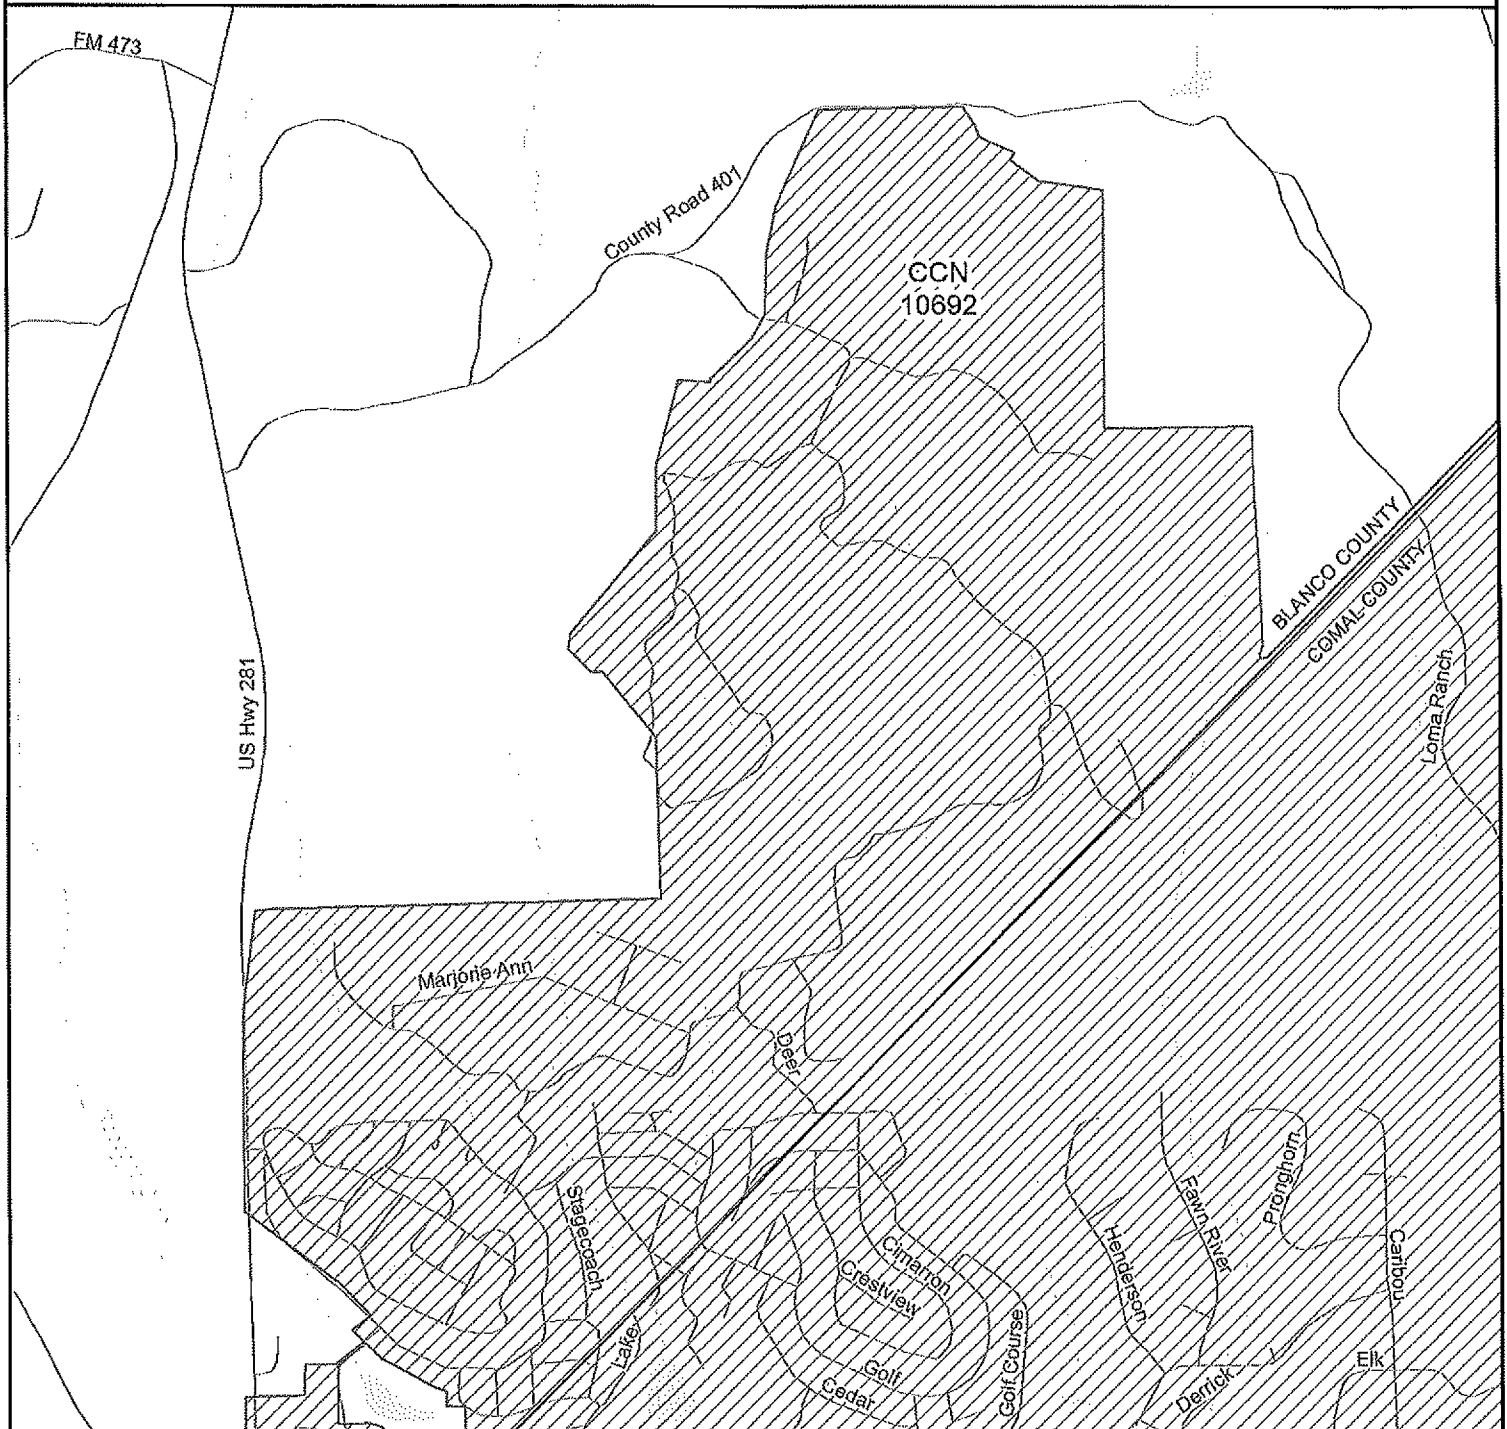 FM 473
County Road 401
CCN
10692
BLANCO COUNTY
COMAL COUNTY
US Hwy 281
Loma Ranch
Marjorie Ann
Deer
Stagecoach
Lake
Cimarron
Crestview
Golf
Cedar
Golf Course
Henderson
Fawn River
Pronghorn
Caribou
Derrick
Elk